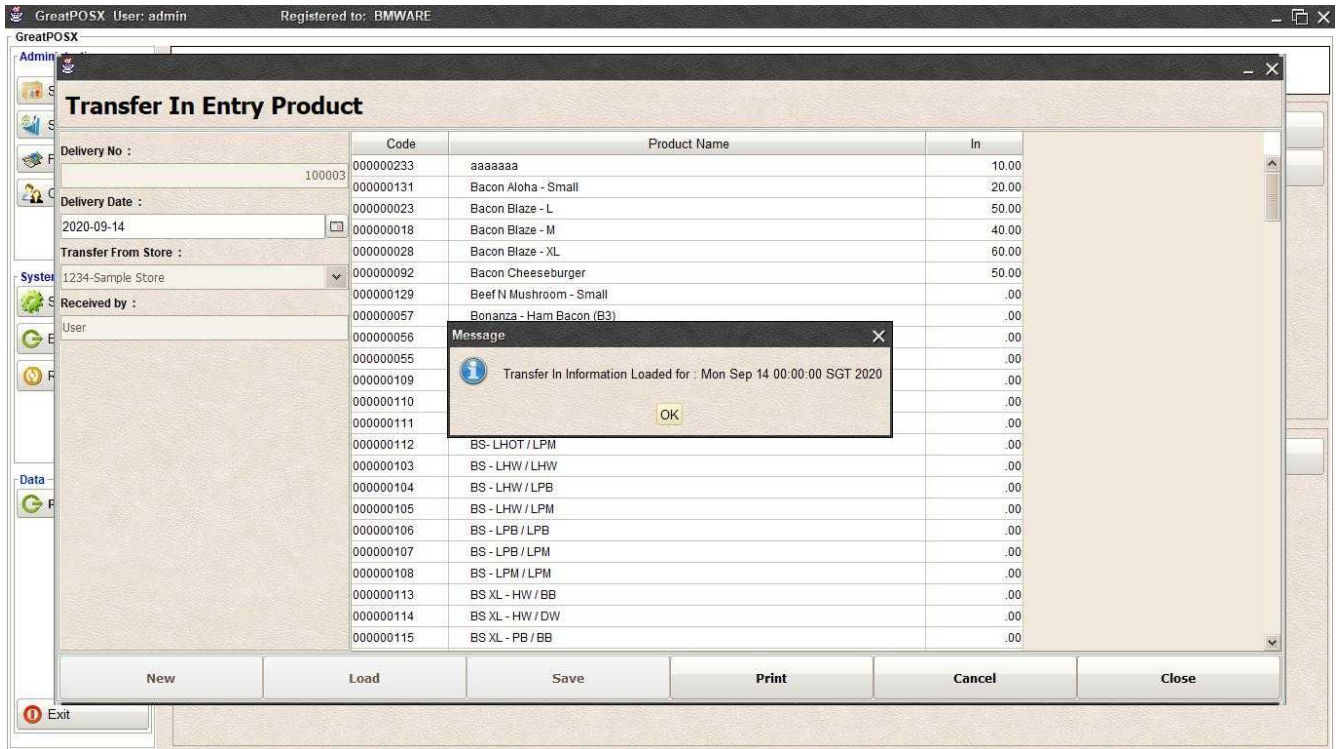 GreatPOSX User: admin Registered to: BMWARE
GreatPOSX
Transfer In Entry Product
Delivery No :
100003
Delivery Date :
2020-09-14
Transfer From Store :
1234-Sample Store
Received by :
User
Code Product Name In
000000233 aaaaaaa 10.00
000000131 Bacon Aloha - Small 20.00
000000023 Bacon Blaze - L 50.00
000000018 Bacon Blaze - M 40.00
000000028 Bacon Blaze - XL 60.00
000000092 Bacon Cheeseburger 50.00
000000129 Beef N Mushroom - Small .00
000000057 Bonanza - Ham Bacon (B3) .00
000000056 .00
000000055 .00
000000109 .00
000000110 .00
000000111 .00
000000112 BS- LHOT / LPM .00
000000103 BS - LHW / LHW .00
000000104 BS - LHW / LPB .00
000000105 BS - LHW / LPM .00
000000106 BS - LPB / LPB .00
000000107 BS - LPB / LPM .00
000000108 BS - LPM / LPM .00
000000113 BS XL - HW / BB .00
000000114 BS XL - HW / DW .00
000000115 BS XL - PB / BB .00
Message
Transfer In Information Loaded for : Mon Sep 14 00:00:00 SGT 2020
OK
New Load Save Print Cancel Close
Data
Exit